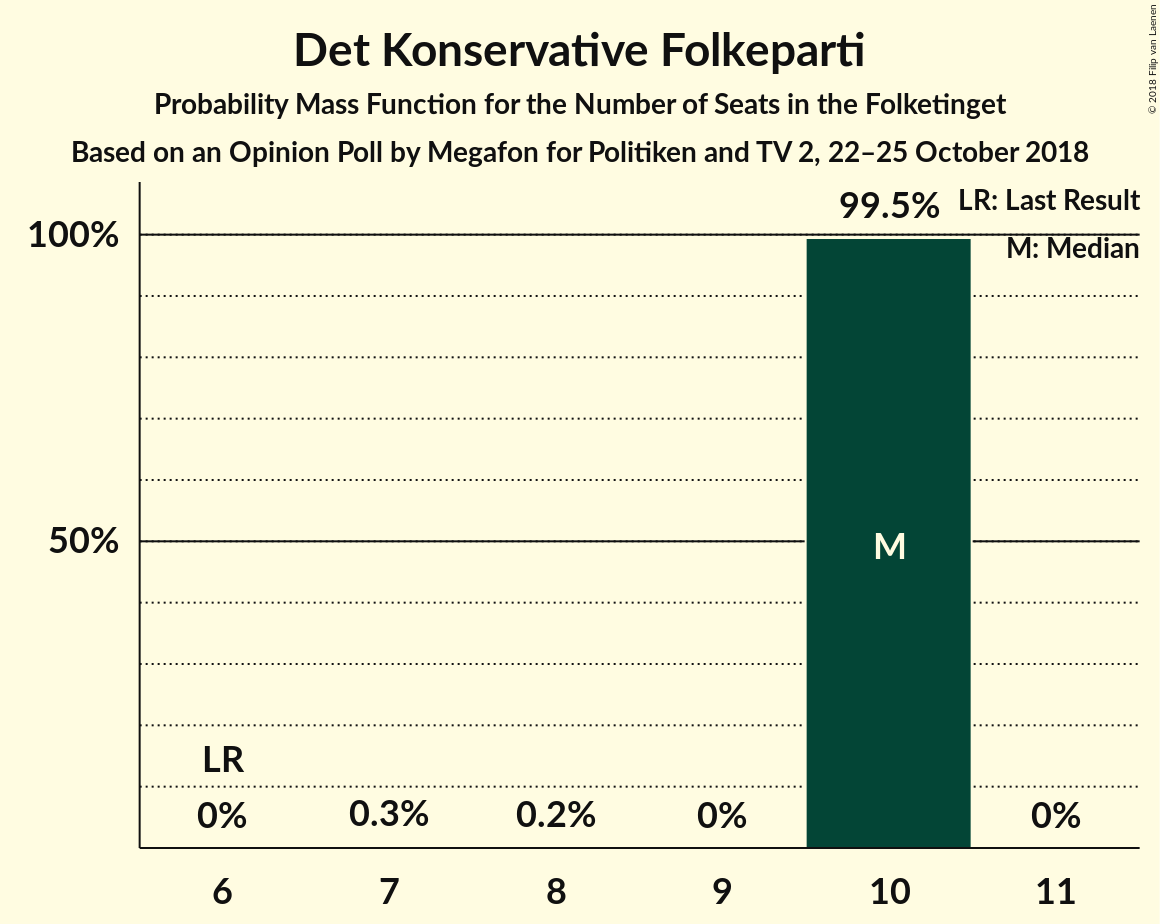 Det Konservative Folkeparti
Probability Mass Function for the Number of Seats in the Folketinget
Based on an Opinion Poll by Megafon for Politiken and TV 2, 22–25 October 2018
© 2018 Filip van Laenen
99.5%
LR: Last Result
M: Median
100%
50%
M
LR
0%
0.3%
0.2%
0%
0%
6 7 8 9 10 11